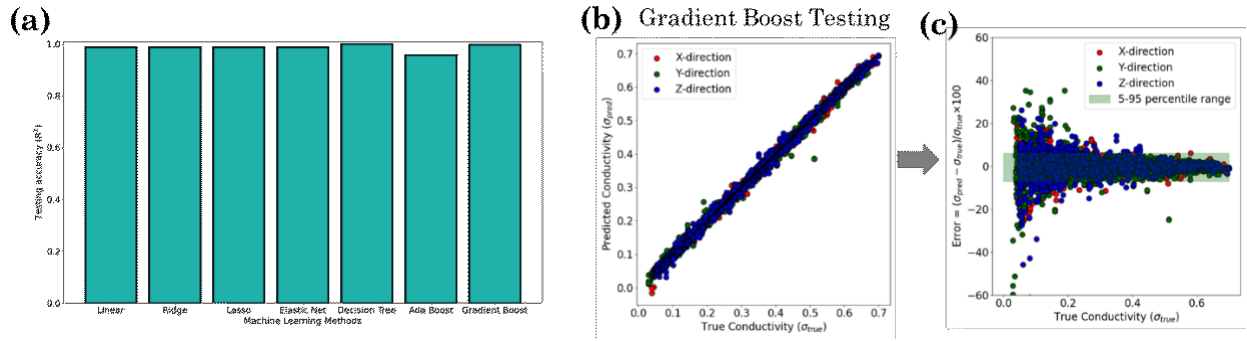 (a)
1.0
0.8
0.6
0.4
0.2
0.0
Testing accuracy (R²)
Linear
Ridge
Lasso
Elastic Net
Decision Tree
Ada Boost
Gradient Boost
Machine Learning Methods
(b) Gradient Boost Testing
X-direction
Y-direction
Z-direction
0.7
0.6
0.5
0.4
0.3
0.2
0.1
0.0
Predicted Conductivity (σpred)
0.0 0.1 0.2 0.3 0.4 0.5 0.6 0.7
True Conductivity (σtrue)
(c)
X-direction
Y-direction
Z-direction
5-95 percentile range
60
40
20
0
−20
−40
−60
Error = (σpred − σtrue)/σtrue×100
0.0 0.2 0.4 0.6
True Conductivity (σtrue)